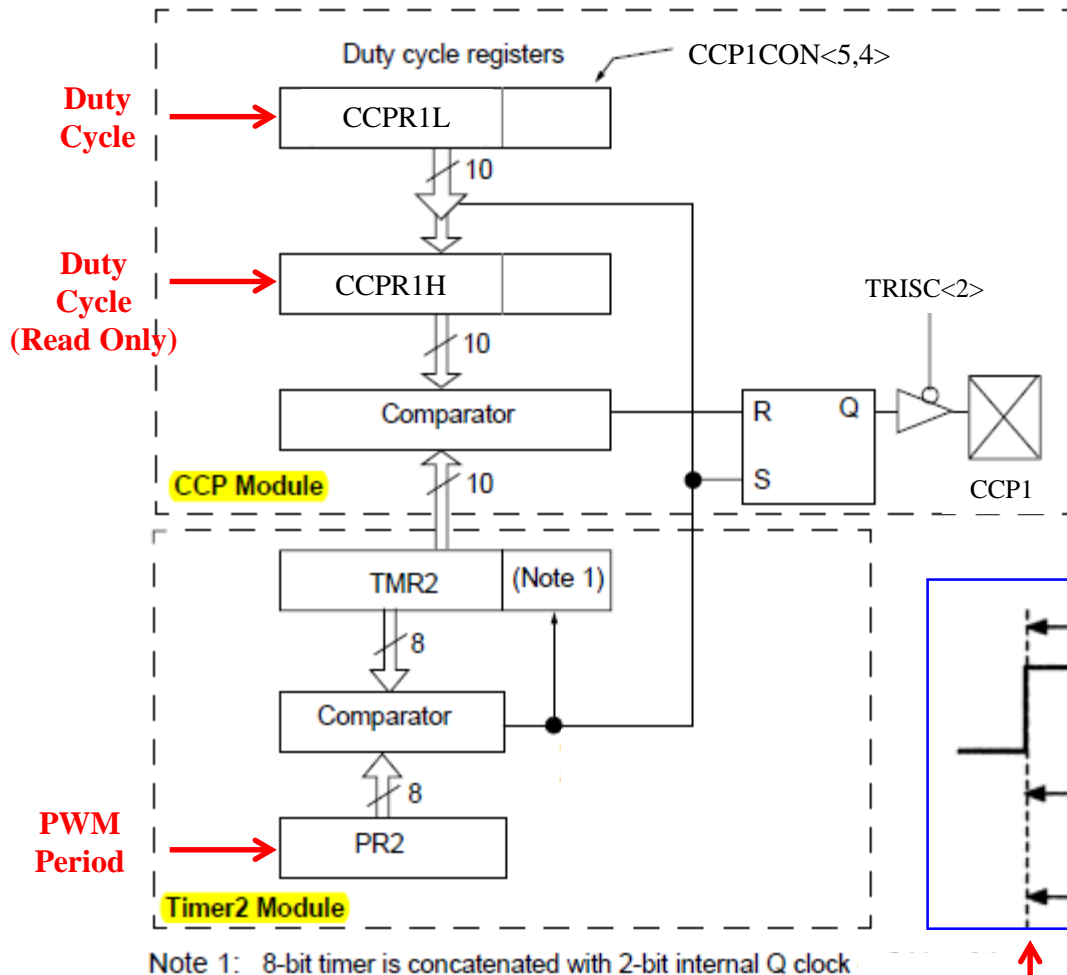 Duty cycle registers
CCP1CON<5,4>
Duty
Cycle
CCPR1L
10
Duty
Cycle
(Read Only)
CCPR1H
TRISC<2>
10
Comparator
R
Q
S
CCP1
CCP Module
10
TMR2
(Note 1)
8
Comparator
8
PWM
Period
PR2
Timer2 Module
Note 1: 8-bit timer is concatenated with 2-bit internal Q clock